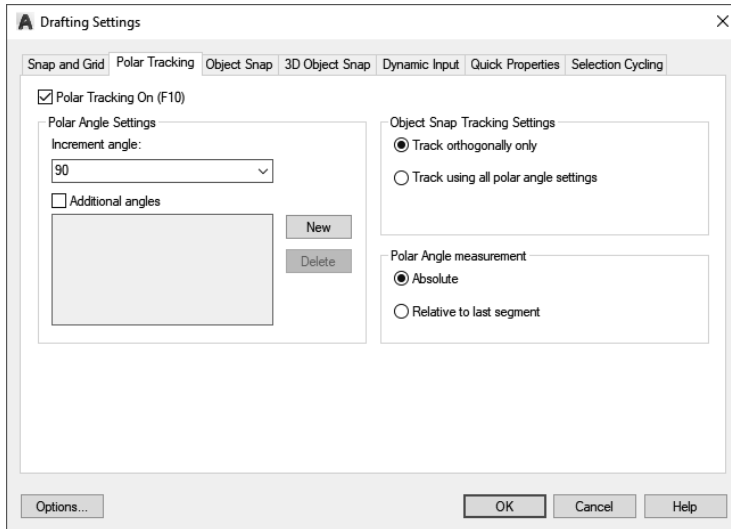 Drafting Settings
Snap and Grid
Polar Tracking
Object Snap
3D Object Snap
Dynamic Input
Quick Properties
Selection Cycling
Polar Tracking On (F10)
Polar Angle Settings
Increment angle:
90
Additional angles
New
Delete
Object Snap Tracking Settings
Track orthogonally only
Track using all polar angle settings
Polar Angle measurement
Absolute
Relative to last segment
Options...
OK
Cancel
Help